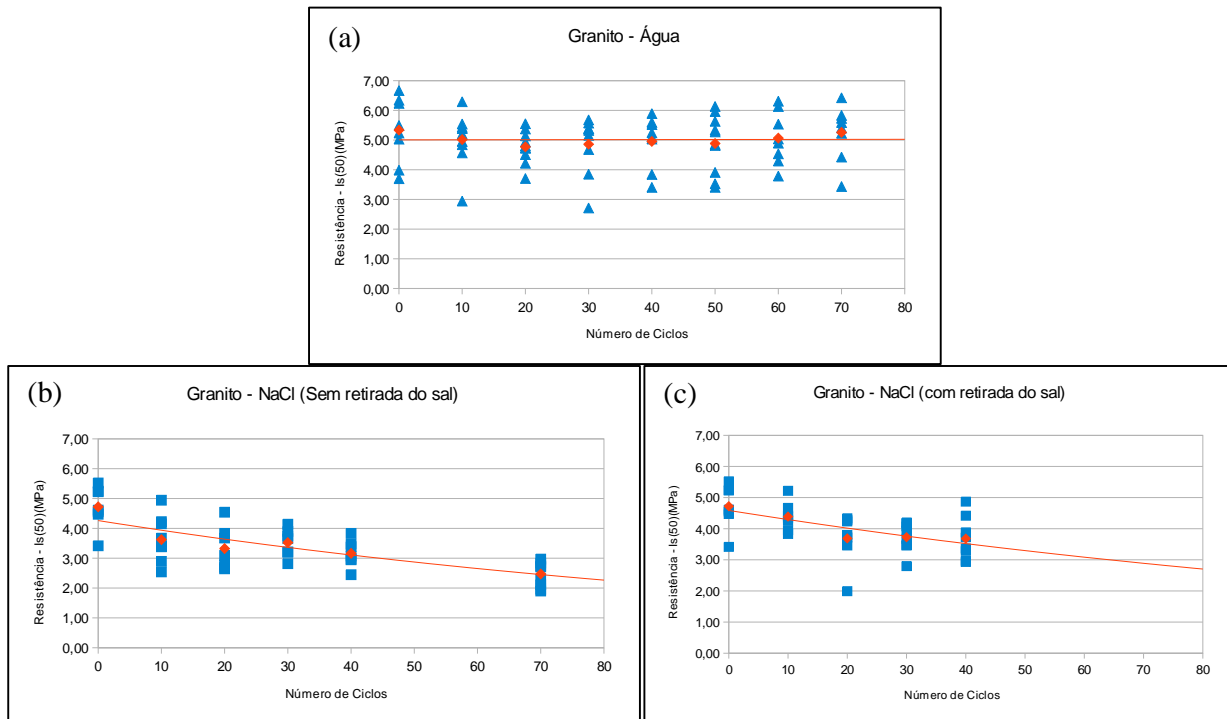 (a)
Granito - Água
Resistência - Is(50)(MPa)
7,00
6,00
5,00
4,00
3,00
2,00
1,00
0,00
0 10 20 30 40 50 60 70 80
Número de Ciclos
(b)
Granito - NaCl (Sem retirada do sal)
Resistência - Is(50)(MPa)
7,00
6,00
5,00
4,00
3,00
2,00
1,00
0,00
0 10 20 30 40 50 60 70 80
Número de Ciclos
(c)
Granito - NaCl (com retirada do sal)
Resistência - Is(50)(MPa)
7,00
6,00
5,00
4,00
3,00
2,00
1,00
0,00
0 10 20 30 40 50 60 70 80
Número de Ciclos